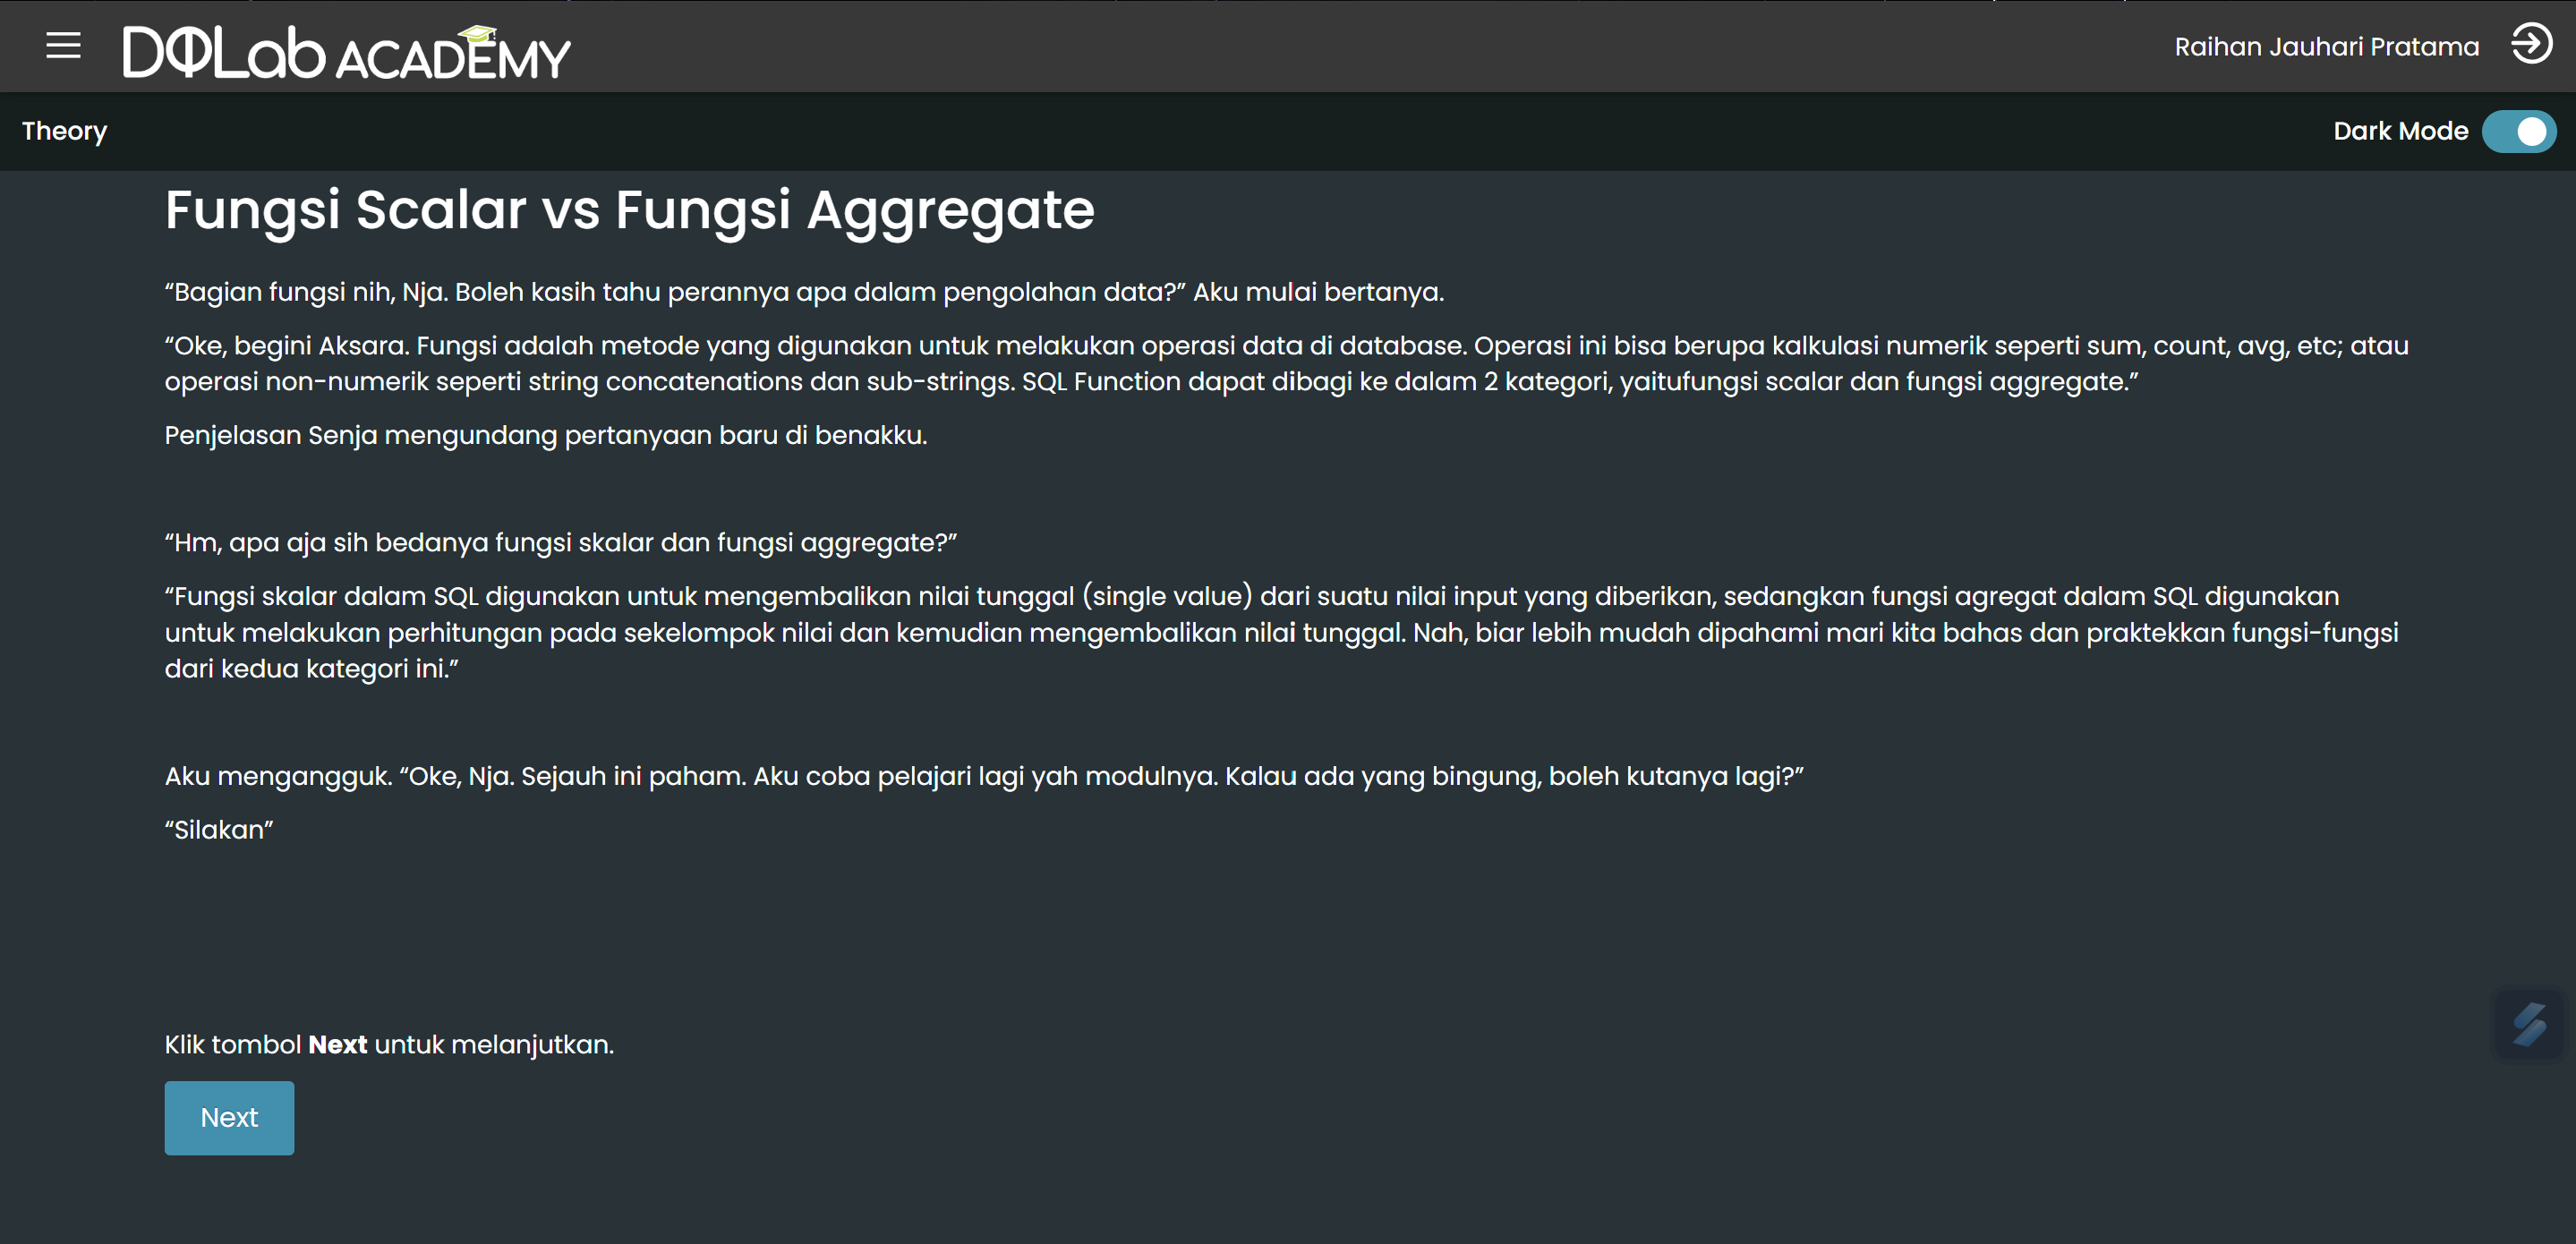 DQLab ACADEMY
Raihan Jauhari Pratama
Theory
Dark Mode
Fungsi Scalar vs Fungsi Aggregate
“Bagian fungsi nih, Nja. Boleh kasih tahu perannya apa dalam pengolahan data?” Aku mulai bertanya.
“Oke, begini Aksara. Fungsi adalah metode yang digunakan untuk melakukan operasi data di database. Operasi ini bisa berupa kalkulasi numerik seperti sum, count, avg, etc; atau
operasi non-numerik seperti string concatenations dan sub-strings. SQL Function dapat dibagi ke dalam 2 kategori, yaitufungsi scalar dan fungsi aggregate.”
Penjelasan Senja mengundang pertanyaan baru di benakku.
“Hm, apa aja sih bedanya fungsi skalar dan fungsi aggregate?”
“Fungsi skalar dalam SQL digunakan untuk mengembalikan nilai tunggal (single value) dari suatu nilai input yang diberikan, sedangkan fungsi agregat dalam SQL digunakan
untuk melakukan perhitungan pada sekelompok nilai dan kemudian mengembalikan nilai tunggal. Nah, biar lebih mudah dipahami mari kita bahas dan praktekkan fungsi-fungsi
dari kedua kategori ini.”
Aku mengangguk. “Oke, Nja. Sejauh ini paham. Aku coba pelajari lagi yah modulnya. Kalau ada yang bingung, boleh kutanya lagi?”
“Silakan”
Klik tombol Next untuk melanjutkan.
Next